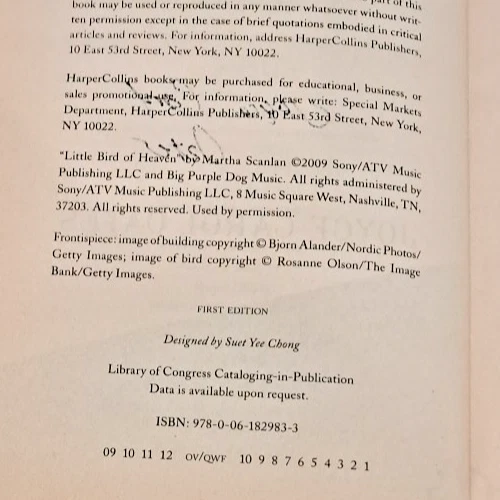 part of this
book may be used or reproduced in any manner whatsoever without writ-
ten permission except in the case of brief quotations embodied in critical
articles and reviews. For information, address HarperCollins Publishers,
10 East 53rd Street, New York, NY 10022.
HarperCollins books may be purchased for educational, business, or
sales promotional use. For information, please write: Special Markets
Department, HarperCollins Publishers, 10 East 53rd Street, New York,
NY 10022.
"Little Bird of Heaven" by Martha Scanlan ©2009 Sony/ATV Music
Publishing LLC and Big Purple Dog Music. All rights administered by
Sony/ATV Music Publishing LLC, 8 Music Square West, Nashville, TN,
37203. All rights reserved. Used by permission.
Frontispiece: image of building copyright © Bjorn Alander/Nordic Photos/
Getty Images; image of bird copyright © Rosanne Olson/The Image
Bank/Getty Images.
FIRST EDITION
Designed by Suet Yee Chong
Library of Congress Cataloging-in-Publication
Data is available upon request.
ISBN: 978-0-06-182983-3
09 10 11 12 OV/QWF 10 9 8 7 6 5 4 3 2 1